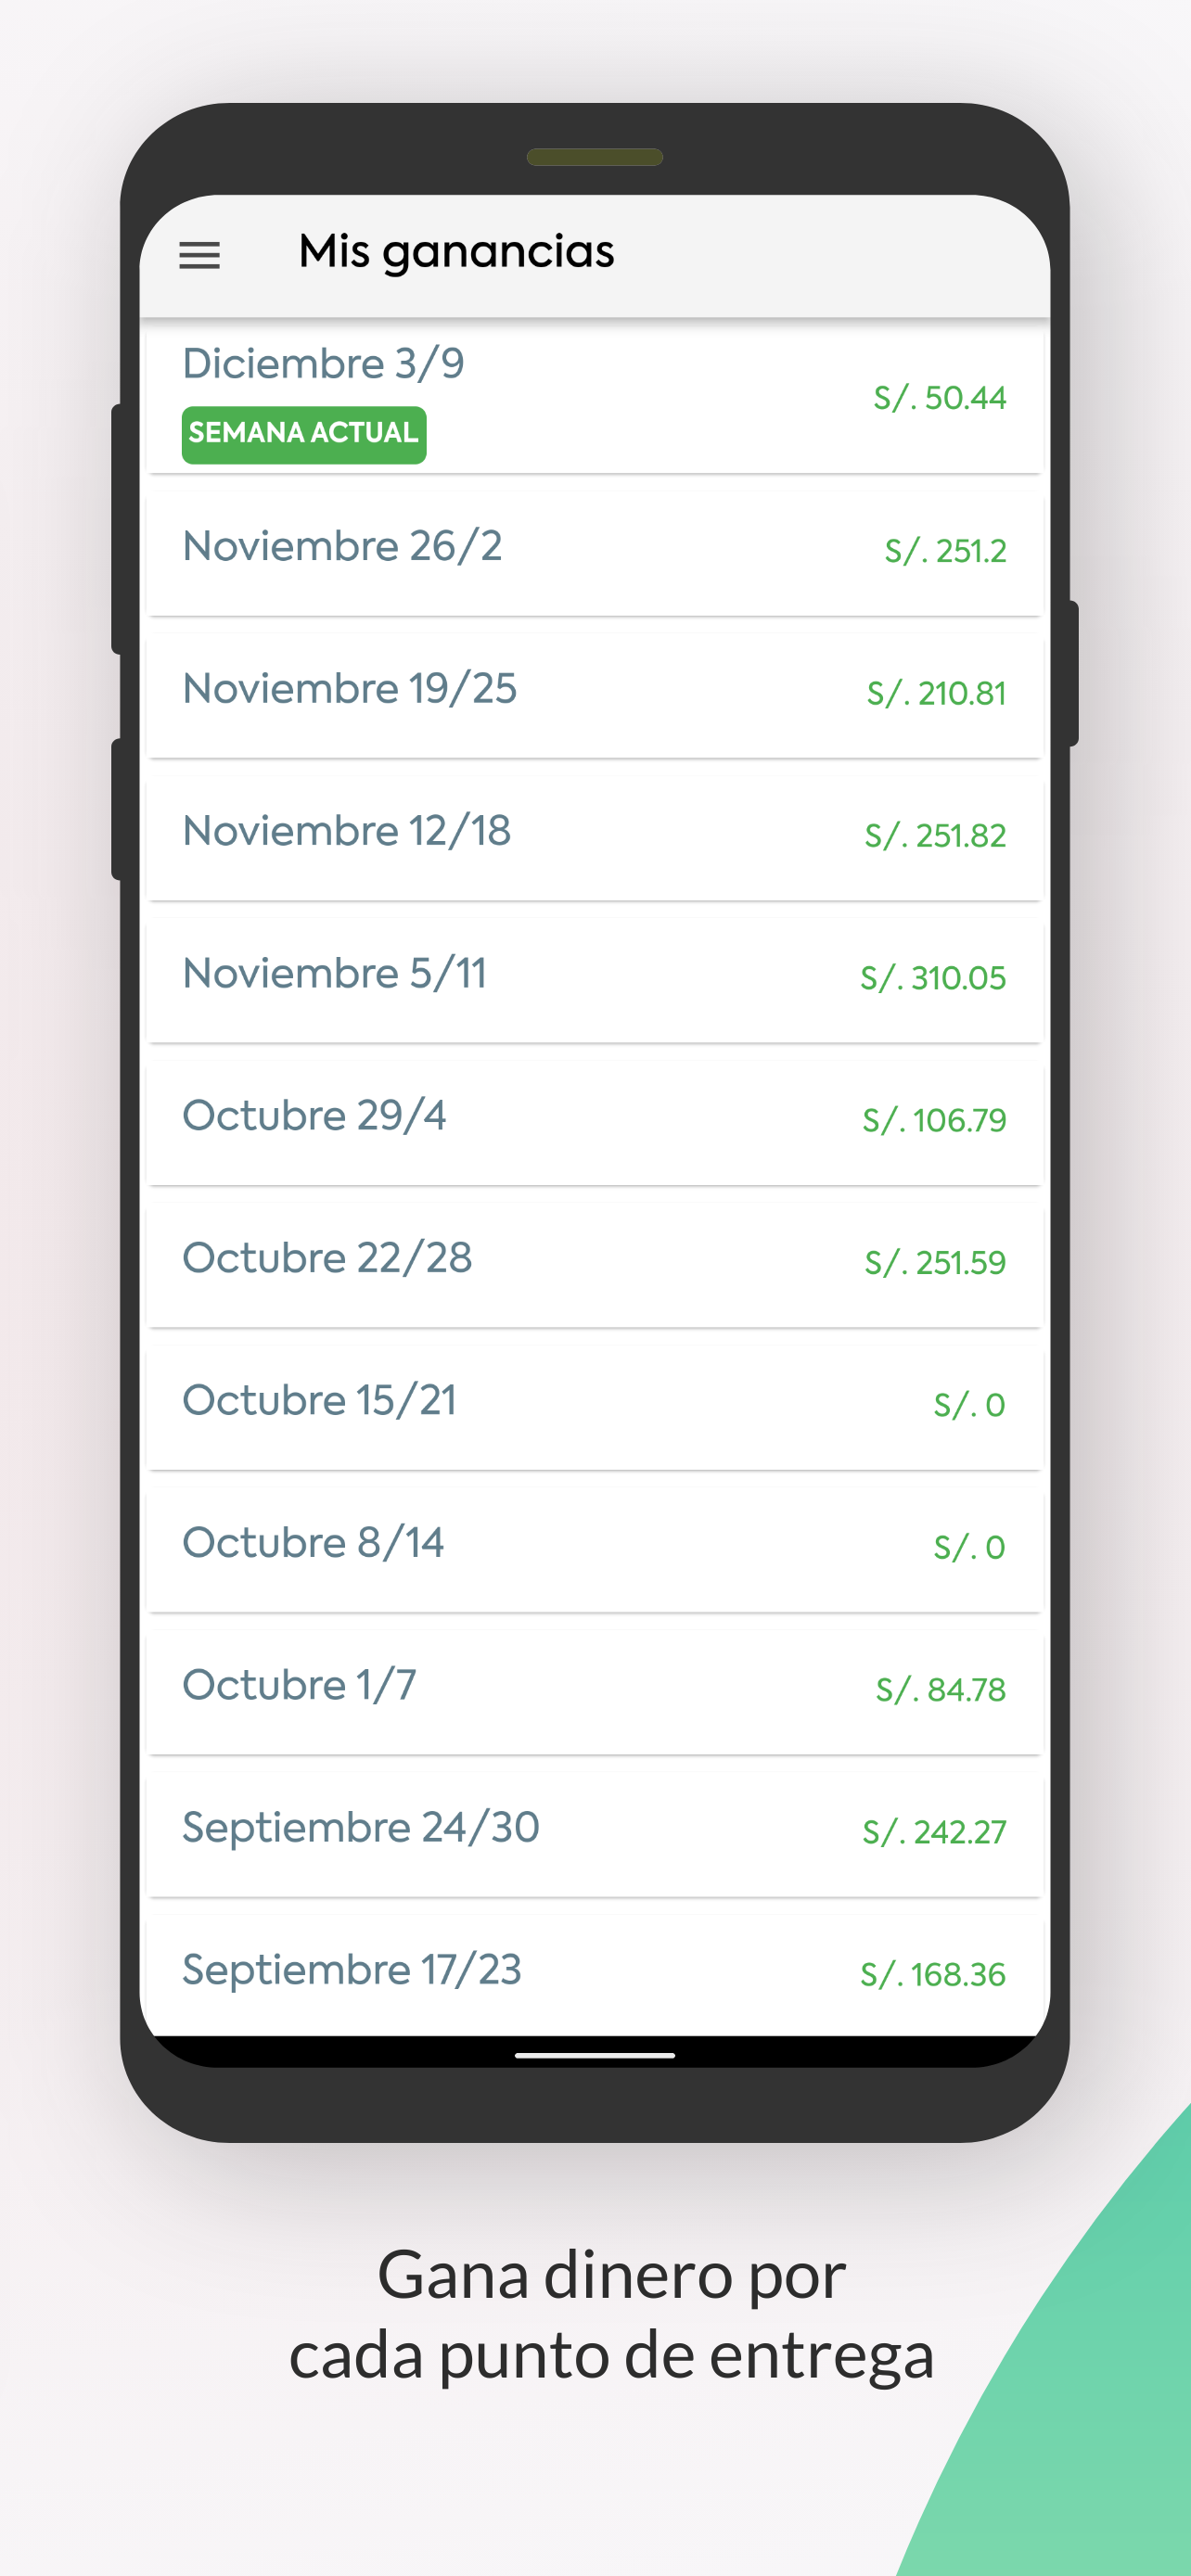 Mis ganancias
Diciembre 3/9
S/. 50.44
SEMANA ACTUAL
Noviembre 26/2
S/. 251.2
Noviembre 19/25
S/. 210.81
Noviembre 12/18
S/. 251.82
Noviembre 5/11
S/. 310.05
Octubre 29/4
S/. 106.79
Octubre 22/28
S/. 251.59
Octubre 15/21
S/. 0
Octubre 8/14
S/. 0
Octubre 1/7
S/. 84.78
Septiembre 24/30
S/. 242.27
Septiembre 17/23
S/. 168.36
Gana dinero por
cada punto de entrega